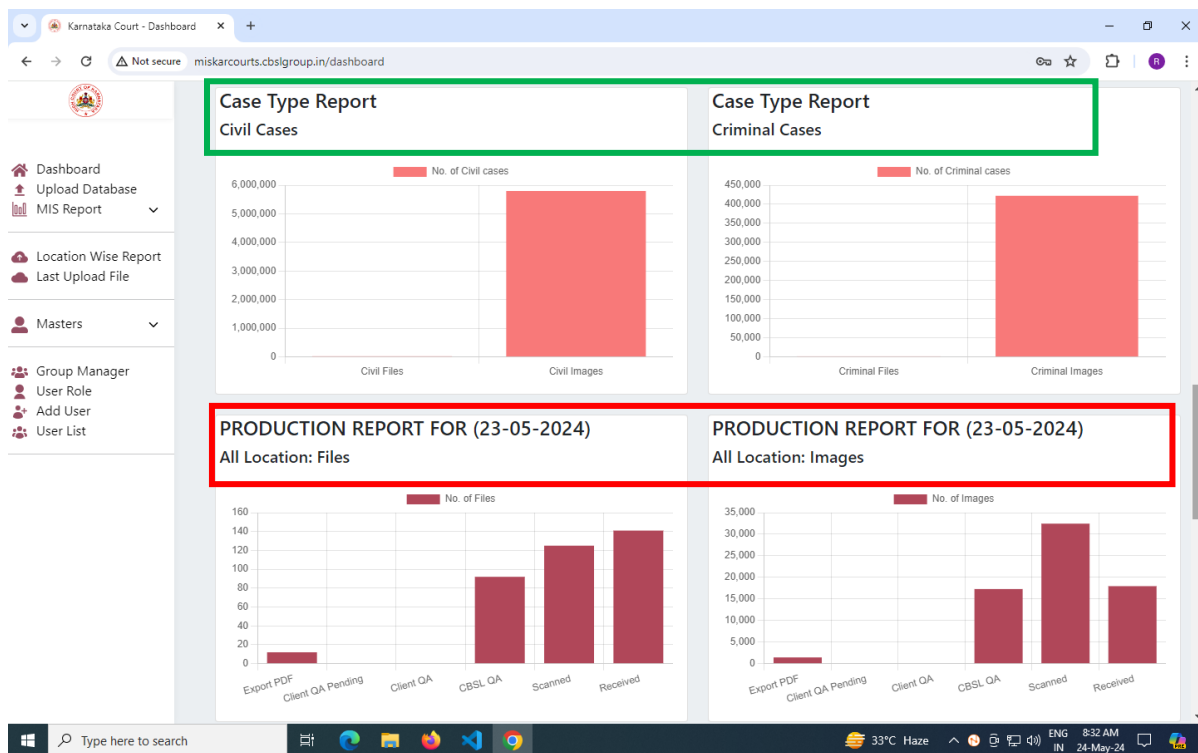 Karnataka Court - Dashboard
Not secure miskarcourts.cbslgroup.in/dashboard
R
Dashboard
Upload Database
MIS Report
Location Wise Report
Last Upload File
Masters
Group Manager
User Role
Add User
User List
Case Type Report
Civil Cases
No. of Civil cases
6,000,000
5,000,000
4,000,000
3,000,000
2,000,000
1,000,000
0
Civil Files Civil Images
Case Type Report
Criminal Cases
No. of Criminal cases
450,000
400,000
350,000
300,000
250,000
200,000
150,000
100,000
50,000
0
Criminal Files Criminal Images
PRODUCTION REPORT FOR (23-05-2024)
All Location: Files
No. of Files
160
140
120
100
80
60
40
20
0
Export PDF Client QA Pending Client QA CBSL QA Scanned Received
PRODUCTION REPORT FOR (23-05-2024)
All Location: Images
No. of Images
35,000
30,000
25,000
20,000
15,000
10,000
5,000
0
Export PDF Client QA Pending Client QA CBSL QA Scanned Received
Type here to search
33°C Haze
ENG
IN
8:32 AM
24-May-24